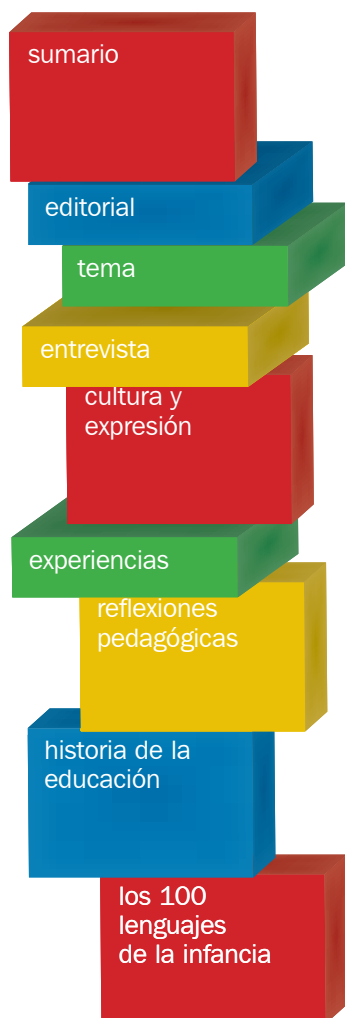 sumario
editorial
tema
entrevista
cultura y
expresión
experiencias
reflexiones
pedagógicas
historia de la
educación
los 100
lenguajes
de la infancia